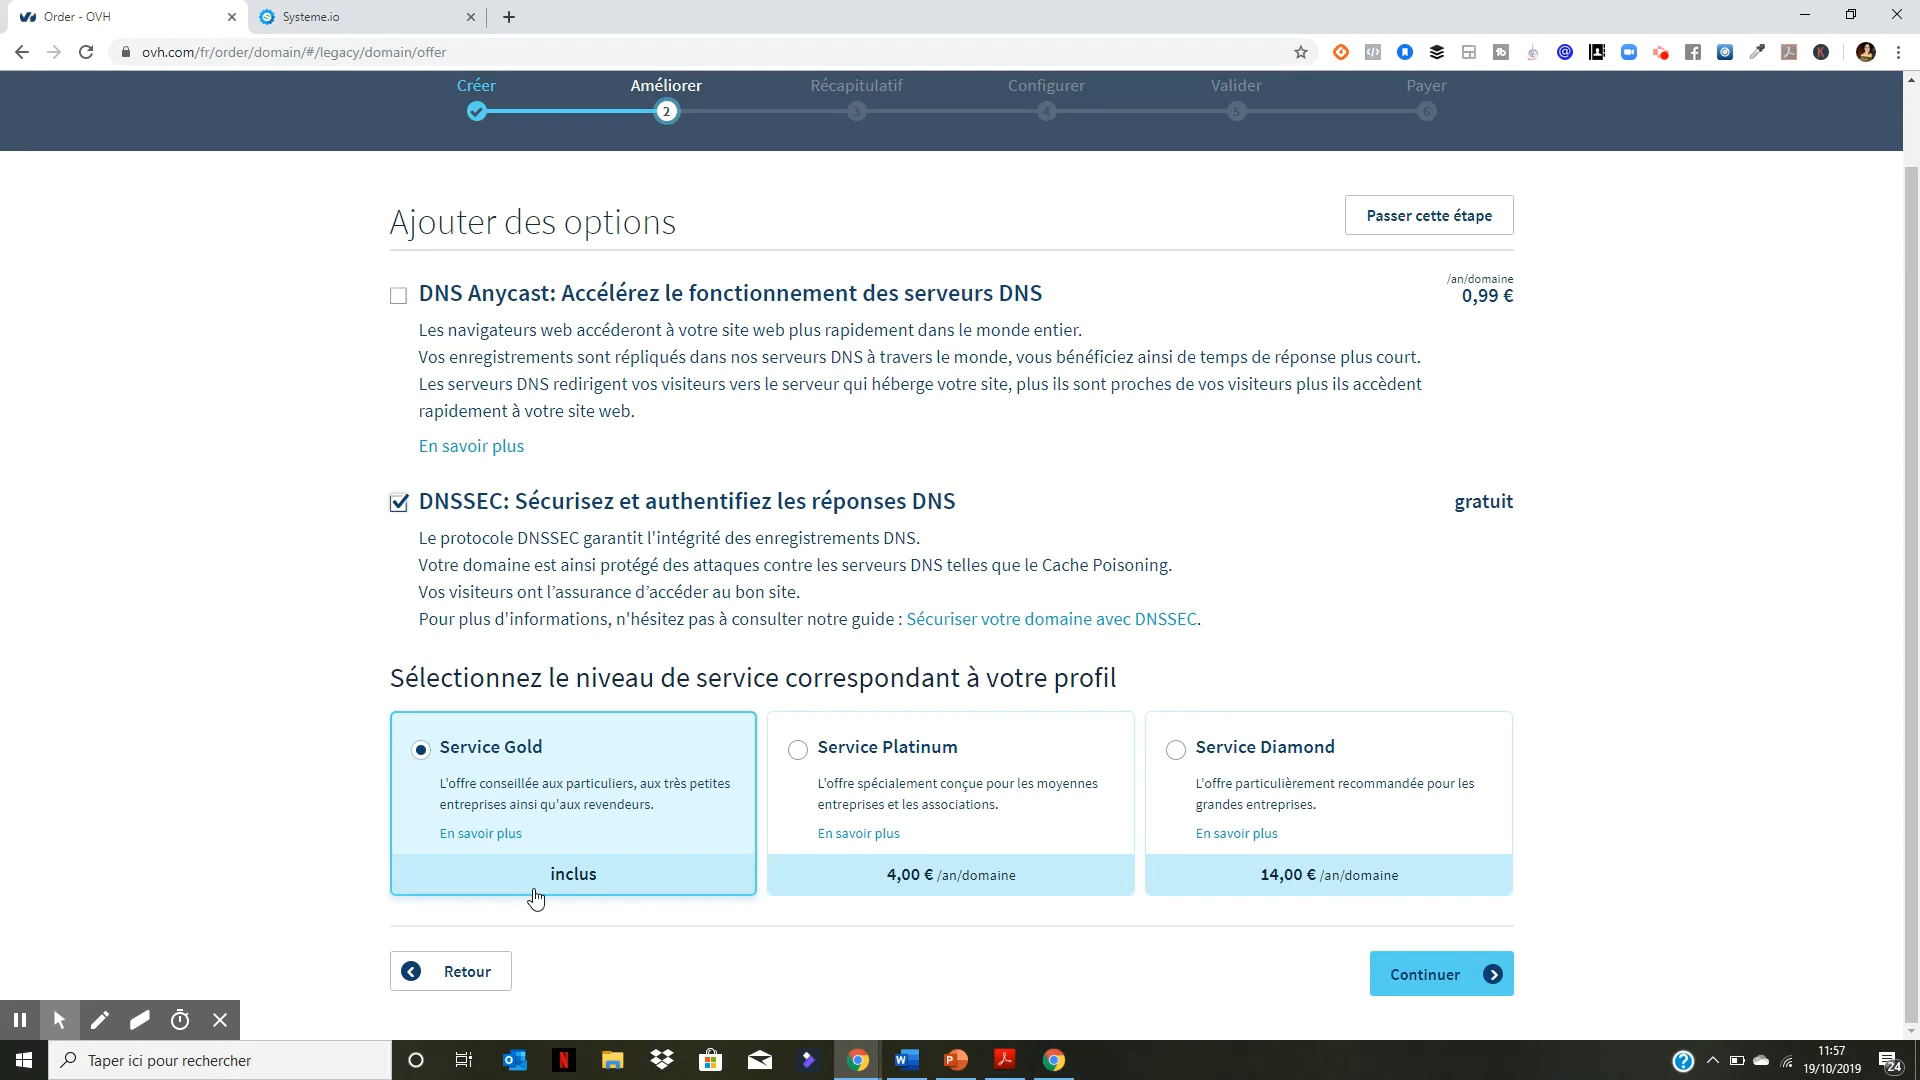 Order - OVH
Systeme.io
ovh.com/fr/order/domain/#/legacy/domain/offer
Créer
Améliorer
Récapitulatif
Configurer
Valider
Payer
2
3
4
5
6
Ajouter des options
Passer cette étape
DNS Anycast: Accélérez le fonctionnement des serveurs DNS
/an/domaine
0,99 €
Les navigateurs web accéderont à votre site web plus rapidement dans le monde entier.
Vos enregistrements sont répliqués dans nos serveurs DNS à travers le monde, vous bénéficiez ainsi de temps de réponse plus court.
Les serveurs DNS redirigent vos visiteurs vers le serveur qui héberge votre site, plus ils sont proches de vos visiteurs plus ils accèdent
rapidement à votre site web.
En savoir plus
DNSSEC: Sécurisez et authentifiez les réponses DNS
gratuit
Le protocole DNSSEC garantit l'intégrité des enregistrements DNS.
Votre domaine est ainsi protégé des attaques contre les serveurs DNS telles que le Cache Poisoning.
Vos visiteurs ont l’assurance d’accéder au bon site.
Pour plus d'informations, n'hésitez pas à consulter notre guide : Sécuriser votre domaine avec DNSSEC.
Sélectionnez le niveau de service correspondant à votre profil
Service Gold
L'offre conseillée aux particuliers, aux très petites
entreprises ainsi qu'aux revendeurs.
En savoir plus
inclus
Service Platinum
L'offre spécialement conçue pour les moyennes
entreprises et les associations.
En savoir plus
4,00 € /an/domaine
Service Diamond
L'offre particulièrement recommandée pour les
grandes entreprises.
En savoir plus
14,00 € /an/domaine
Retour
Continuer
Taper ici pour rechercher
11:57
19/10/2019
24